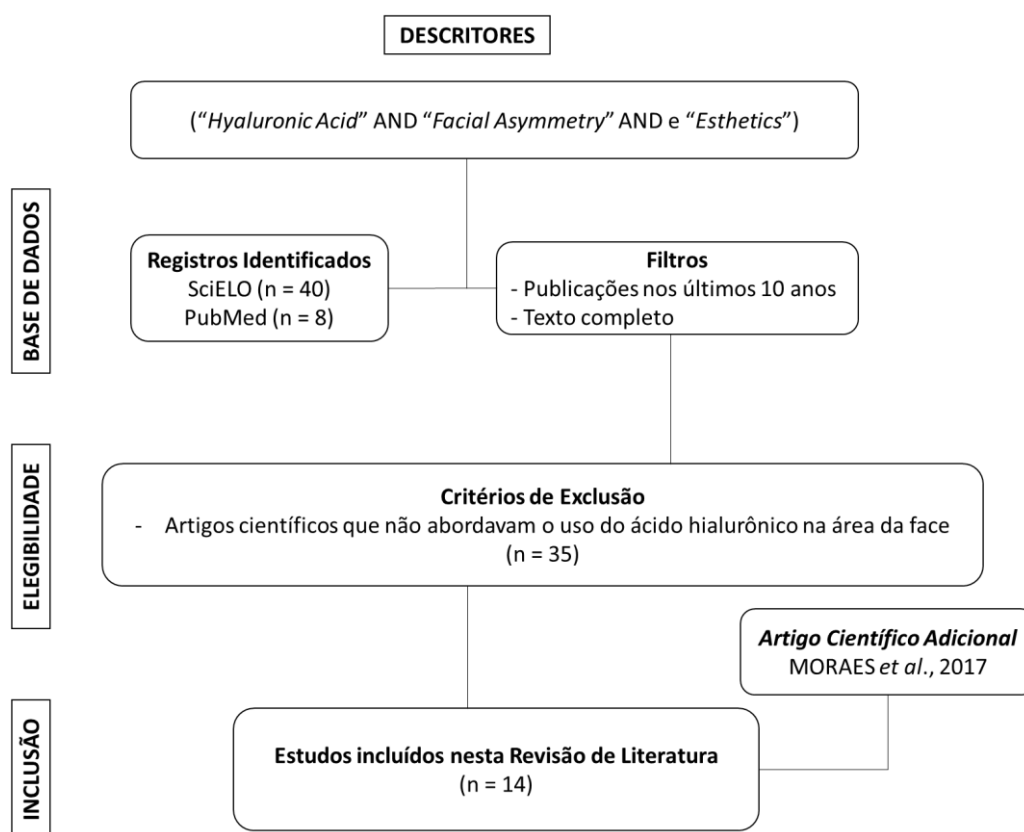 DESCRITORES
(“Hyaluronic Acid” AND “Facial Asymmetry” AND e “Esthetics”)
BASE DE DADOS
Registros Identificados
SciELO (n = 40)
PubMed (n = 8)
Filtros
- Publicações nos últimos 10 anos
- Texto completo
ELEGIBILIDADE
Critérios de Exclusão
- Artigos científicos que não abordavam o uso do ácido hialurônico na área da face
(n = 35)
Artigo Científico Adicional
MORAES et al., 2017
INCLUSÃO
Estudos incluídos nesta Revisão de Literatura
(n = 14)